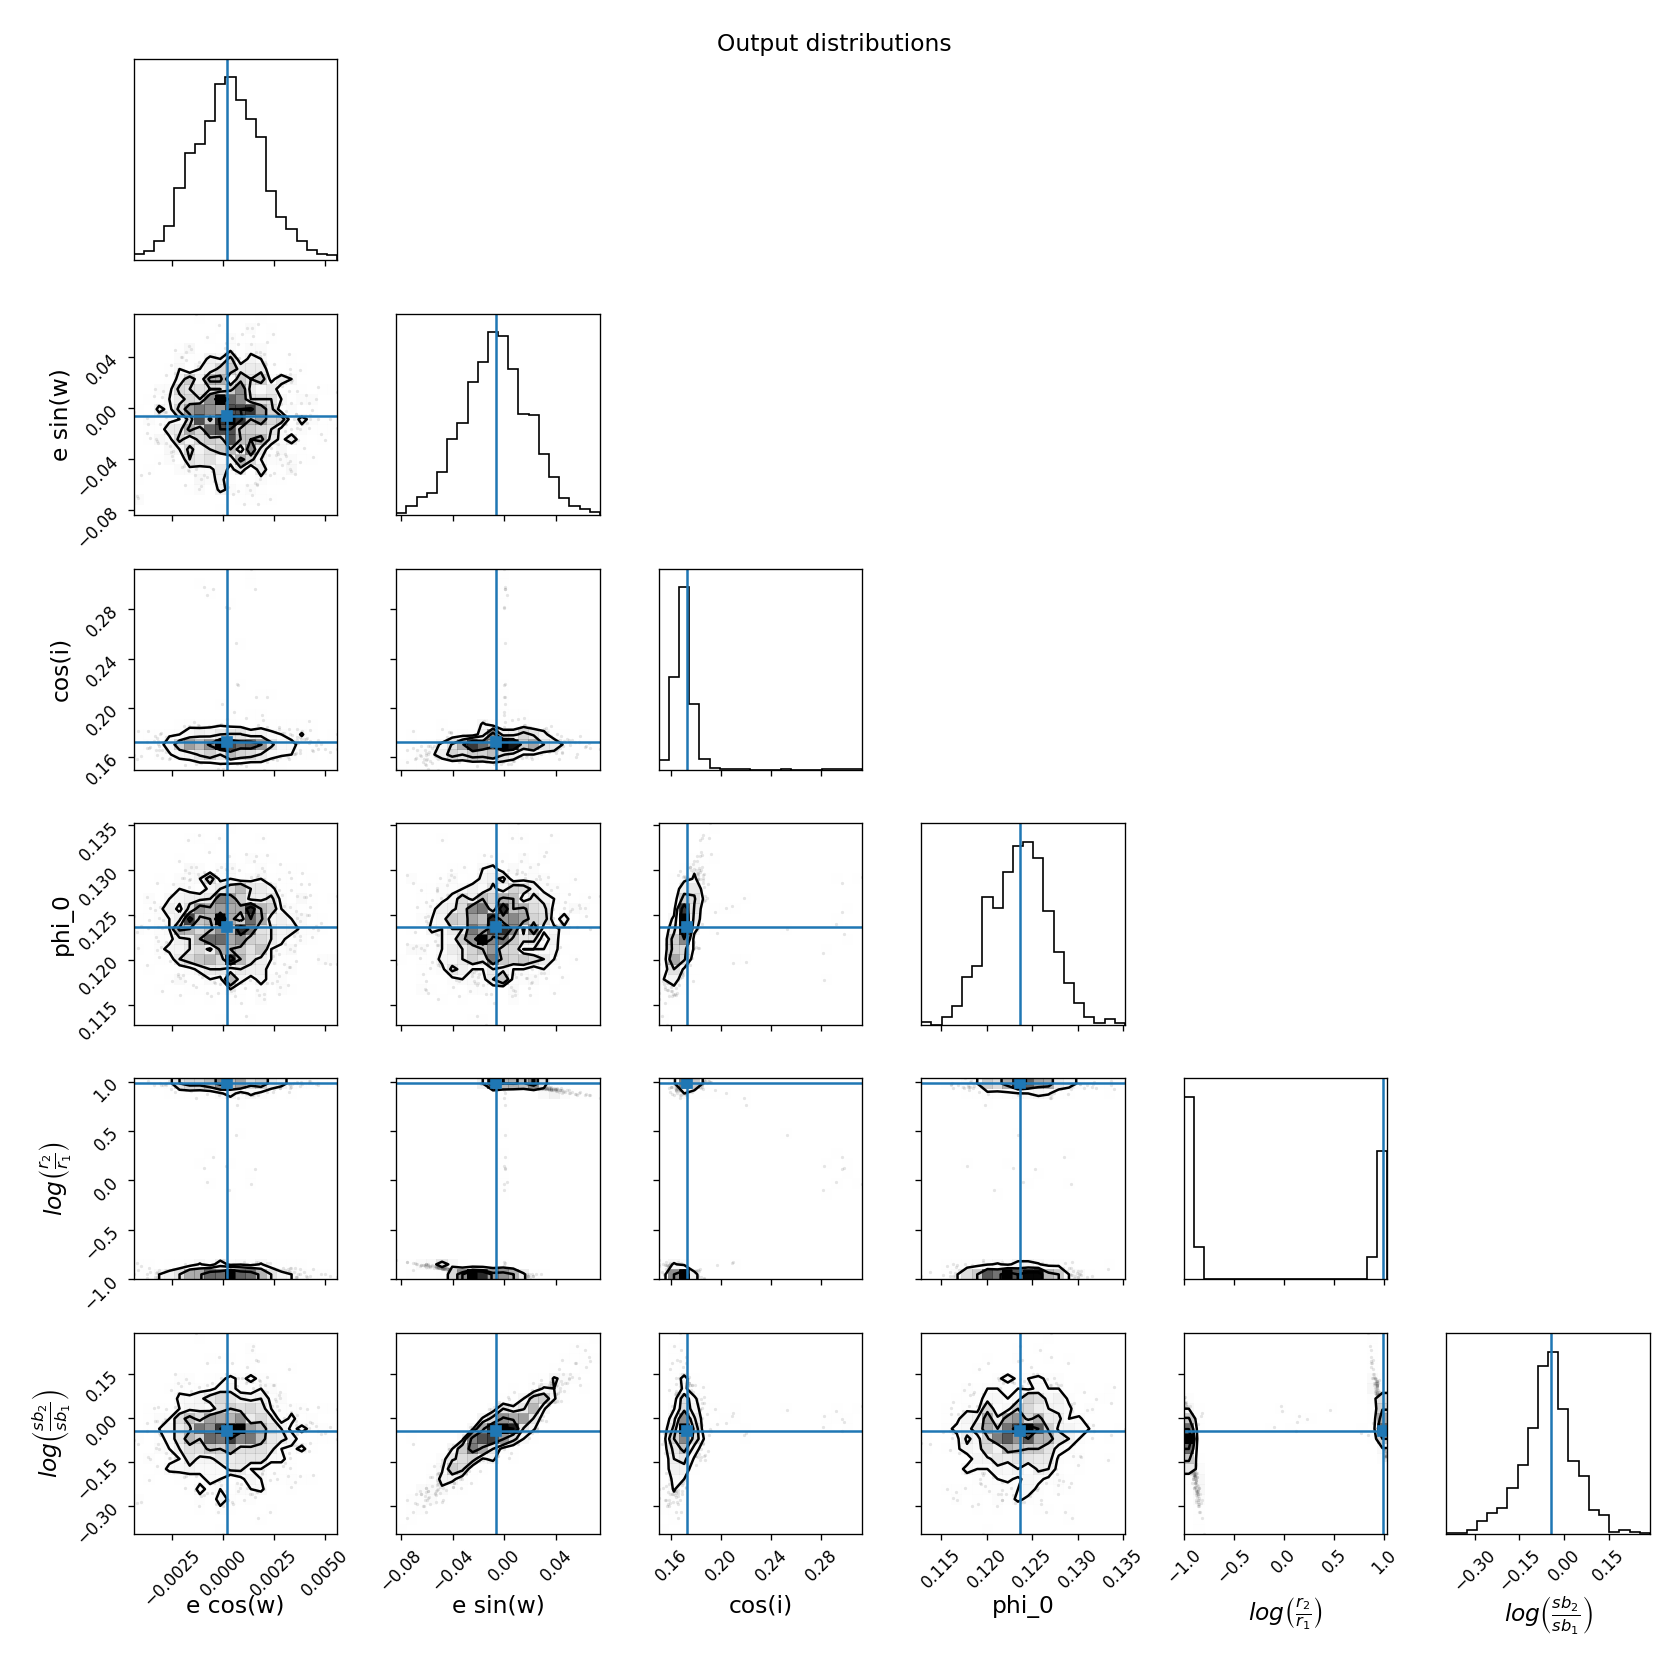 Output distributions
e sin(w)
0.04
0.00
−0.04
−0.08
cos(i)
0.28
0.24
0.20
0.16
phi_0
0.135
0.130
0.125
0.120
0.115
log(r₂/r₁)
1.0
0.5
0.0
−0.5
−1.0
log(sb₂/sb₁)
0.15
0.00
−0.15
−0.30
−0.0025 0.0000 0.0025 0.0050
e cos(w)
−0.08 −0.04 0.00 0.04
e sin(w)
0.16 0.20 0.24 0.28
cos(i)
0.115 0.120 0.125 0.130 0.135
phi_0
−1.0 −0.5 0.0 0.5 1.0
log(r₂/r₁)
−0.30 −0.15 0.00 0.15
log(sb₂/sb₁)